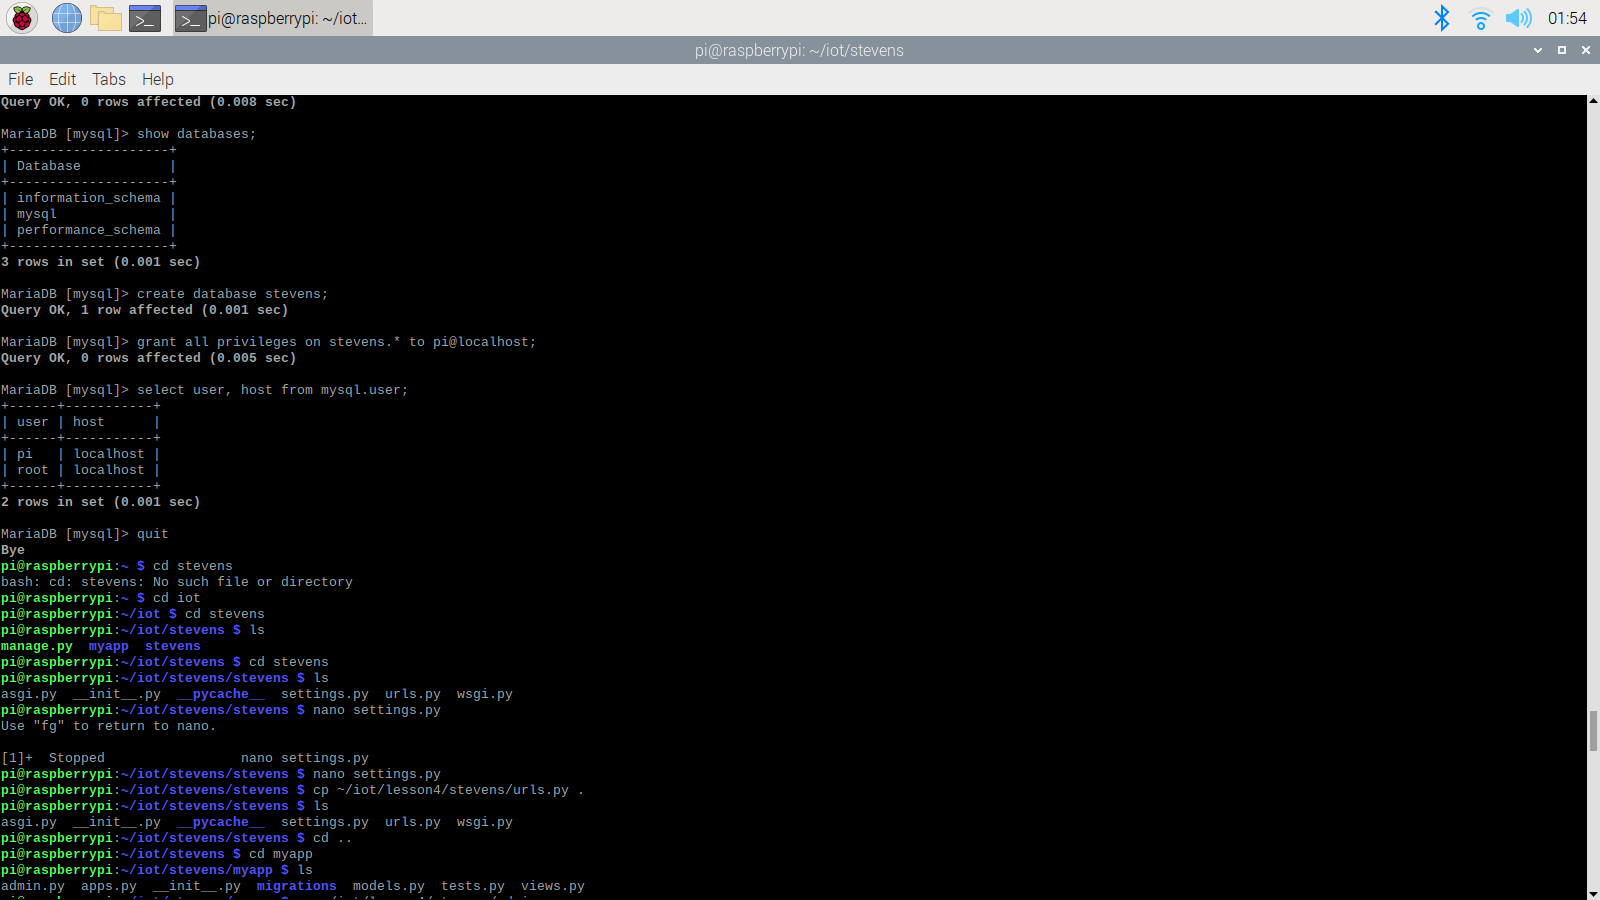 pi@raspberrypi: ~/iot...
01:54
pi@raspberrypi: ~/iot/stevens
File Edit Tabs Help
Query OK, 0 rows affected (0.008 sec)
MariaDB [mysql]> show databases;
+--------------------+
| Database           |
+--------------------+
| information_schema |
| mysql              |
| performance_schema |
+--------------------+
3 rows in set (0.001 sec)
MariaDB [mysql]> create database stevens;
Query OK, 1 row affected (0.001 sec)
MariaDB [mysql]> grant all privileges on stevens.* to pi@localhost;
Query OK, 0 rows affected (0.005 sec)
MariaDB [mysql]> select user, host from mysql.user;
+------+-----------+
| user | host      |
+------+-----------+
| pi   | localhost |
| root | localhost |
+------+-----------+
2 rows in set (0.001 sec)
MariaDB [mysql]> quit
Bye
pi@raspberrypi:~ $ cd stevens
bash: cd: stevens: No such file or directory
pi@raspberrypi:~ $ cd iot
pi@raspberrypi:~/iot $ cd stevens
pi@raspberrypi:~/iot/stevens $ ls
manage.py  myapp  stevens
pi@raspberrypi:~/iot/stevens $ cd stevens
pi@raspberrypi:~/iot/stevens/stevens $ ls
asgi.py  __init__.py  __pycache__  settings.py  urls.py  wsgi.py
pi@raspberrypi:~/iot/stevens/stevens $ nano settings.py
Use "fg" to return to nano.
[1]+  Stopped                 nano settings.py
pi@raspberrypi:~/iot/stevens/stevens $ nano settings.py
pi@raspberrypi:~/iot/stevens/stevens $ cp ~/iot/lesson4/stevens/urls.py .
pi@raspberrypi:~/iot/stevens/stevens $ ls
asgi.py  __init__.py  __pycache__  settings.py  urls.py  wsgi.py
pi@raspberrypi:~/iot/stevens/stevens $ cd ..
pi@raspberrypi:~/iot/stevens $ cd myapp
pi@raspberrypi:~/iot/stevens/myapp $ ls
admin.py  apps.py  __init__.py  migrations  models.py  tests.py  views.py